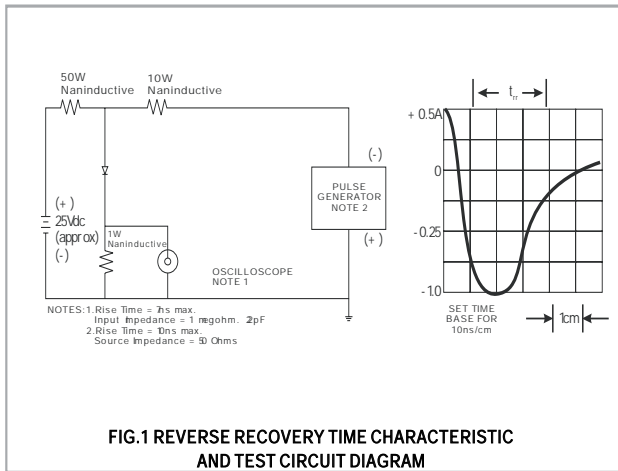 50W
Naninductive
10W
Naninductive
(+)
25Vdc
(approx)
(-)
1W
Naninductive
OSCILLOSCOPE
NOTE 1
(-)
PULSE
GENERATOR
NOTE 2
(+)
NOTES:1.Rise Time = 7ns max.
Input Impedance = 1 megohm. 22pF
2.Rise Time = 10ns max.
Source Impedance = 50 Ohms
trr
+ 0.5A
0
- 0.25
- 1.0
SET TIME
BASE FOR
10ns/cm
1cm
FIG.1 REVERSE RECOVERY TIME CHARACTERISTIC
AND TEST CIRCUIT DIAGRAM